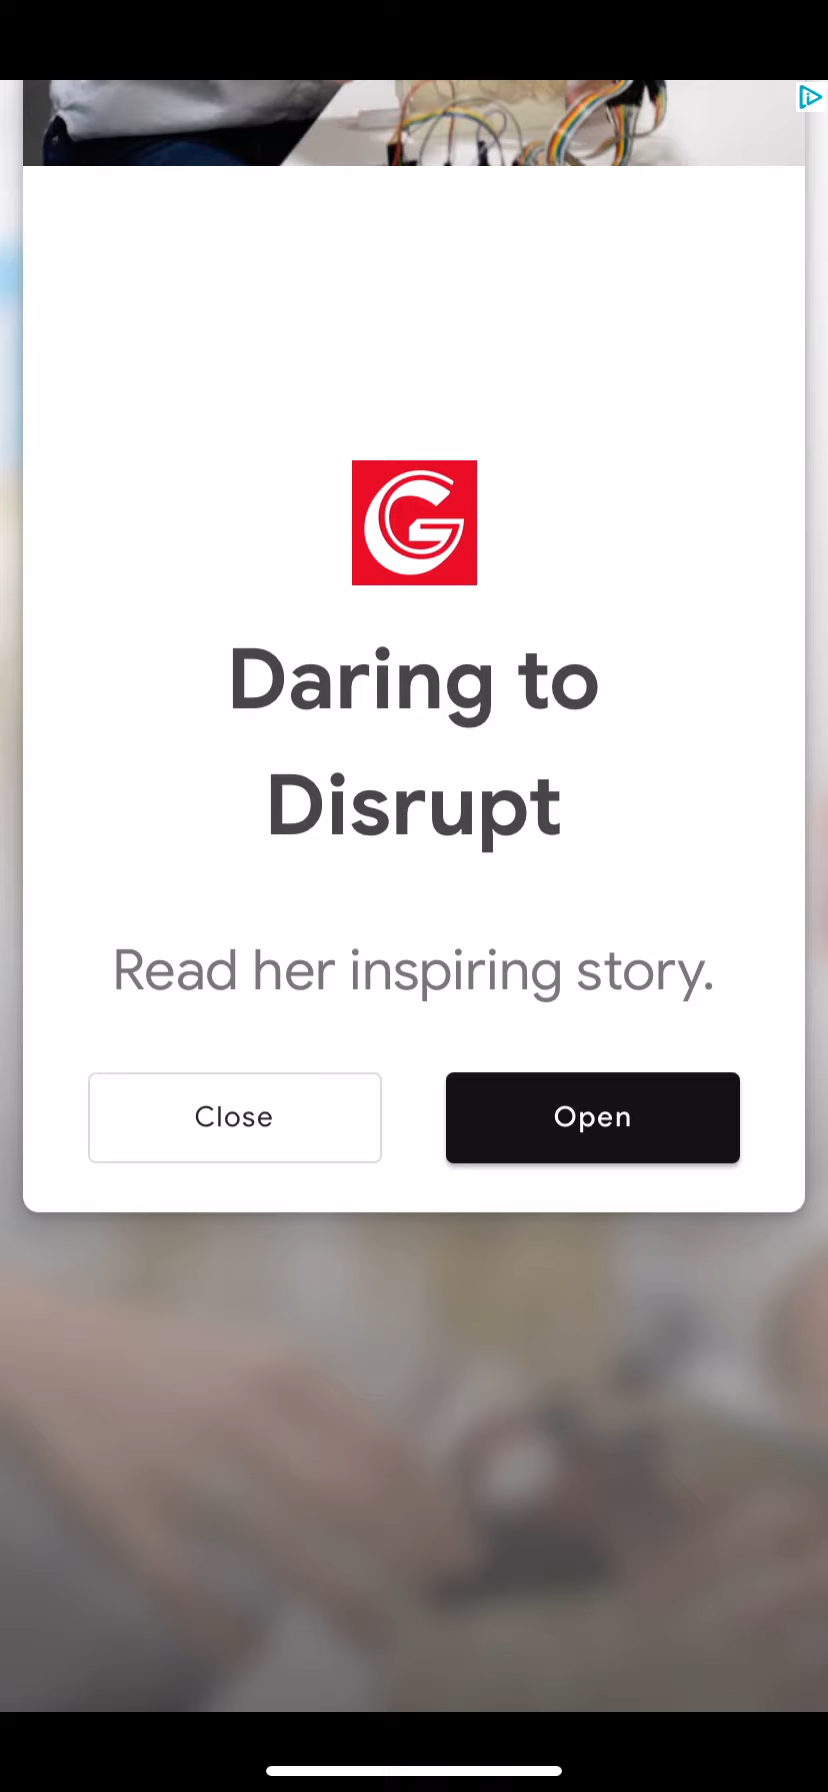 G
Daring to
Disrupt
Read her inspiring story.
Close
Open